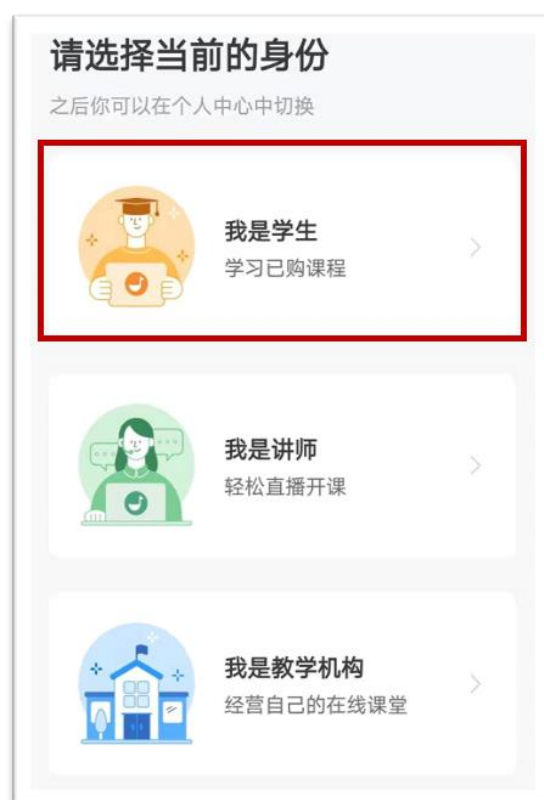 请选择当前的身份
之后你可以在个人中心中切换
我是学生
学习已购课程
我是讲师
轻松直播开课
我是教学机构
经营自己的在线课堂